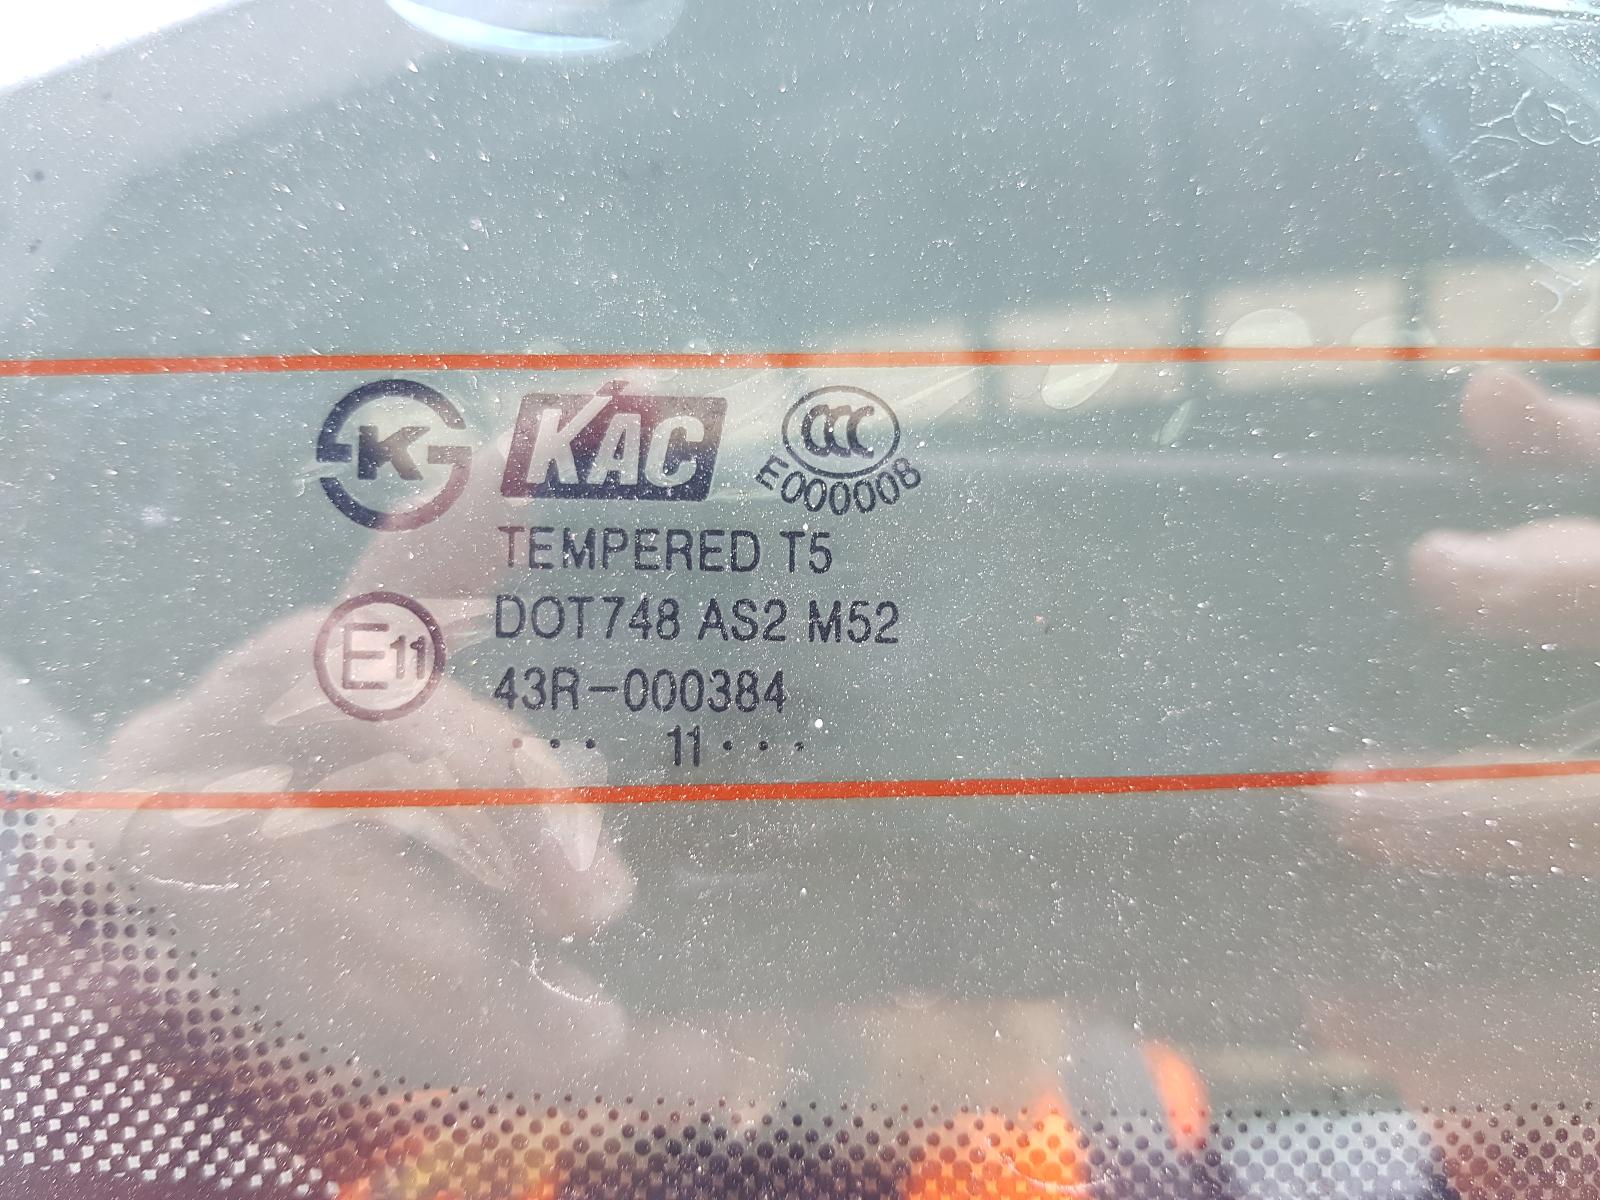 K KAC CCC
E000008
TEMPERED T5
DOT748 AS2 M52
E11
43R-000384
··· 11···